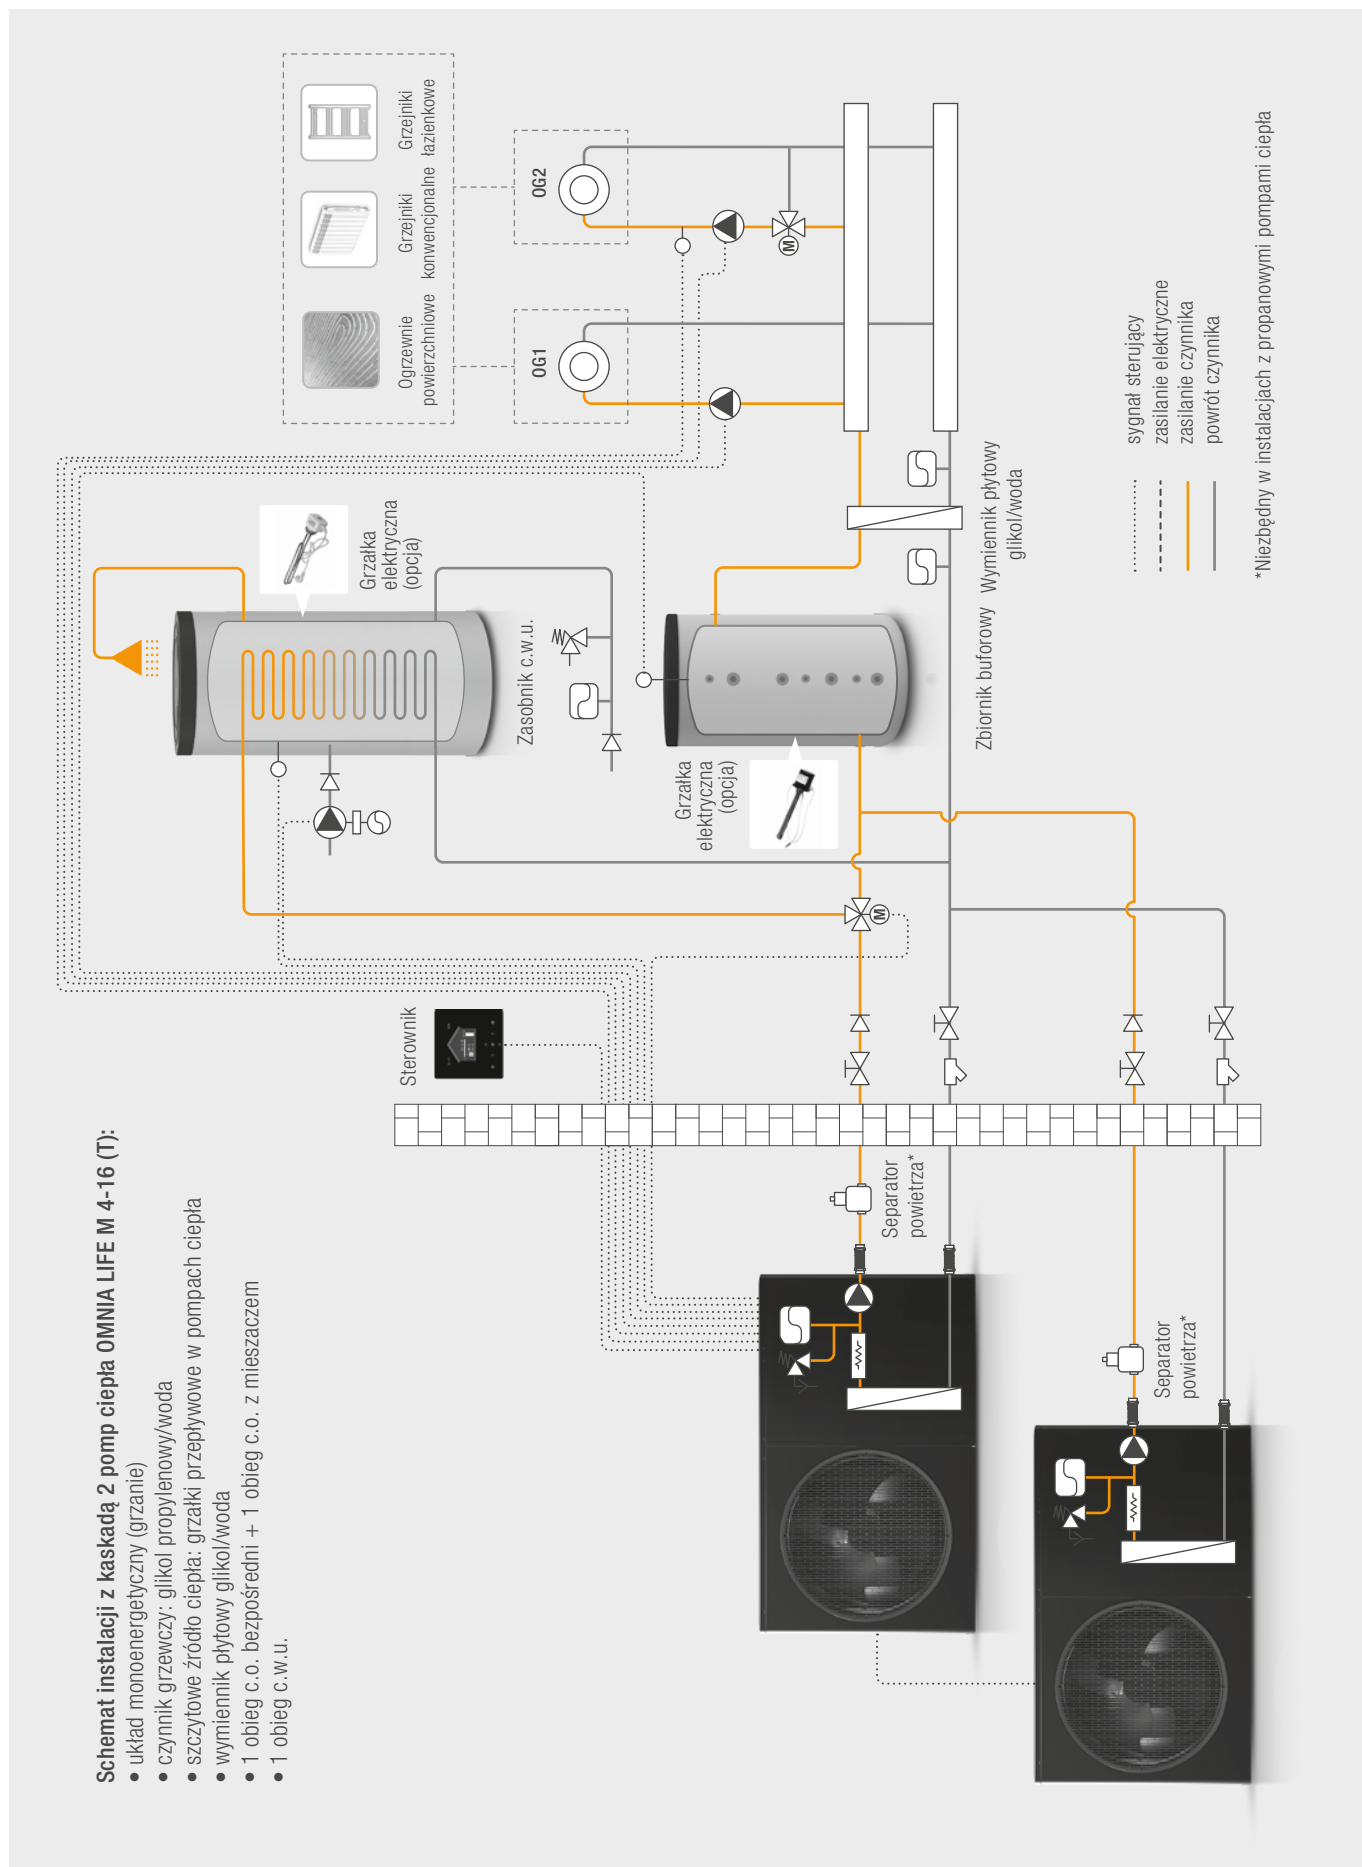 Schemat instalacji z kaskadą 2 pomp ciepła OMNIA LIFE M 4-16 (T):
• układ monoenergetyczny (grzanie)
• czynnik grzewczy: glikol propylenowy/woda
• szczytowe źródło ciepła: grzałki przepływowe w pompach ciepła
• wymiennik płytowy glikol/woda
• 1 obieg c.o. bezpośredni + 1 obieg c.o. z mieszaczem
• 1 obieg c.w.u.
Sterownik
Grzałka
elektryczna
(opcja)
Zasobnik c.w.u.
Ogrzewnie
powierzchniowe
Grzejniki
konwencjonalne
Grzejniki
łazienkowe
OG1
OG2
M
Grzałka
elektryczna
(opcja)
M
Zbiornik buforowy
Wymiennik płytowy
glikol/woda
Separator
powietrza*
Separator
powietrza*
sygnał sterujący
zasilanie elektryczne
zasilanie czynnika
powrót czynnika
*Niezbędny w instalacjach z propanowymi pompami ciepła